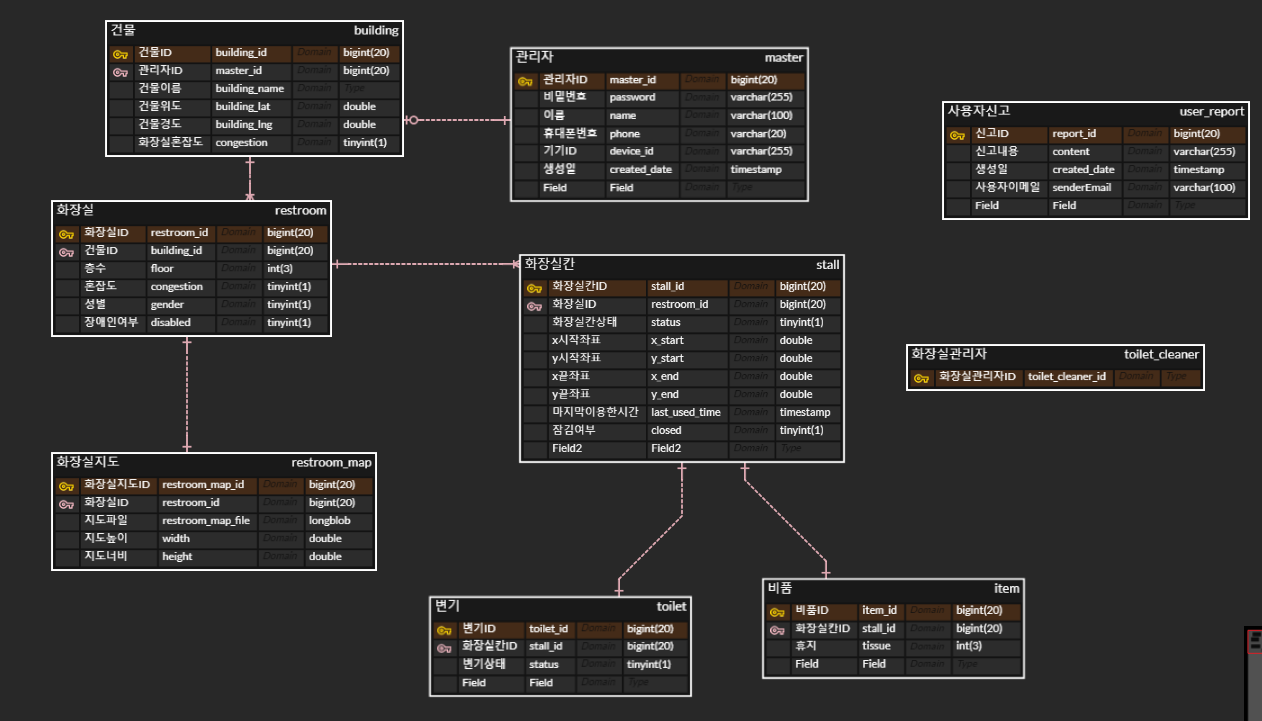 건물 building
건물ID building_id Domain bigint(20)
관리자ID master_id Domain bigint(20)
건물이름 building_name Domain Type
건물위도 building_lat Domain double
건물경도 building_lng Domain double
화장실혼잡도 congestion Domain tinyint(1)
관리자 master
관리자ID master_id Domain bigint(20)
비밀번호 password Domain varchar(255)
이름 name Domain varchar(100)
휴대폰번호 phone Domain varchar(20)
기기ID device_id Domain varchar(255)
생성일 created_date Domain timestamp
Field Field Domain Type
사용자신고 user_report
신고ID report_id Domain bigint(20)
신고내용 content Domain varchar(255)
생성일 created_date Domain timestamp
사용자이메일 senderEmail Domain varchar(100)
Field Field Domain Type
화장실 restroom
화장실ID restroom_id Domain bigint(20)
건물ID building_id Domain bigint(20)
층수 floor Domain int(3)
혼잡도 congestion Domain tinyint(1)
성별 gender Domain tinyint(1)
장애인여부 disabled Domain tinyint(1)
화장실칸 stall
화장실칸ID stall_id Domain bigint(20)
화장실ID restroom_id Domain bigint(20)
화장실칸상태 status Domain tinyint(1)
x시작좌표 x_start Domain double
y시작좌표 y_start Domain double
x끝좌표 x_end Domain double
y끝좌표 y_end Domain double
마지막이용한시간 last_used_time Domain timestamp
잠김여부 closed Domain tinyint(1)
Field2 Field2 Domain Type
화장실관리자 toilet_cleaner
화장실관리자ID toilet_cleaner_id Domain Type
화장실지도 restroom_map
화장실지도ID restroom_map_id Domain bigint(20)
화장실ID restroom_id Domain bigint(20)
지도파일 restroom_map_file Domain longblob
지도높이 width Domain double
지도너비 height Domain double
변기 toilet
변기ID toilet_id Domain bigint(20)
화장실칸ID stall_id Domain bigint(20)
변기상태 status Domain tinyint(1)
Field Field Domain Type
비품 item
비품ID item_id Domain bigint(20)
화장실칸ID stall_id Domain bigint(20)
휴지 tissue Domain int(3)
Field Field Domain Type